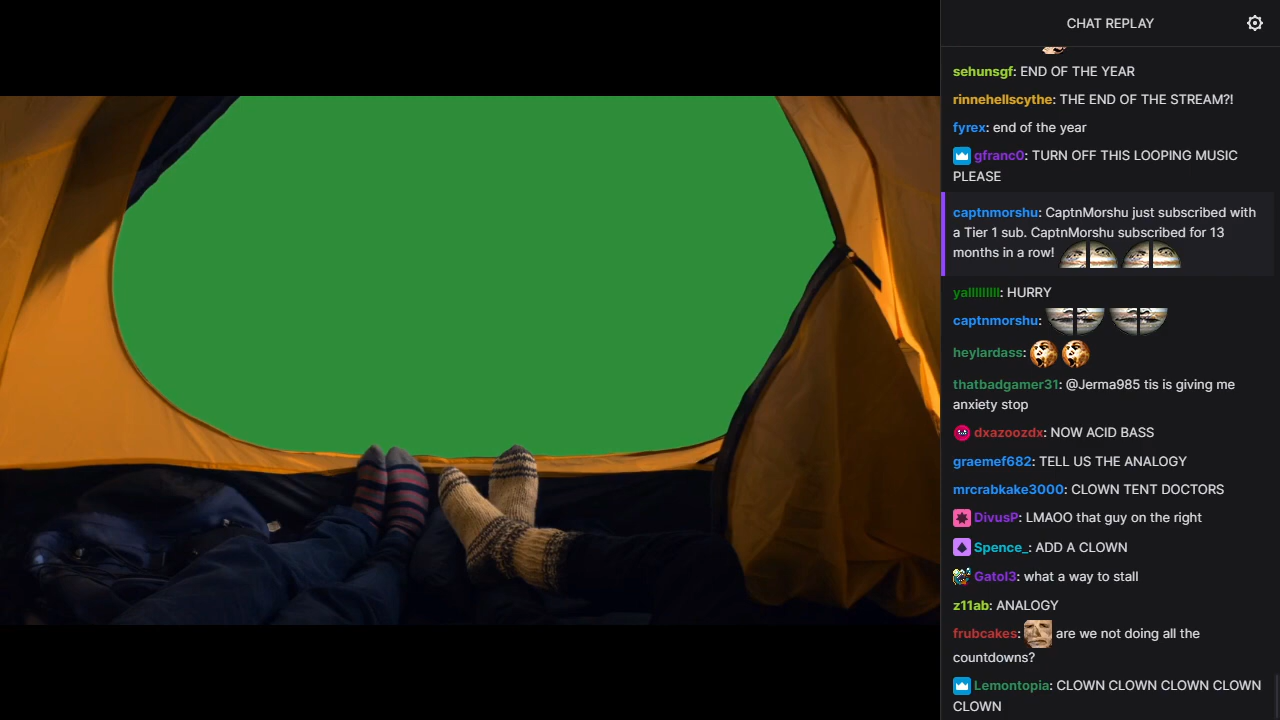 CHAT REPLAY
sehunsgf: END OF THE YEAR
rinnehellscythe: THE END OF THE STREAM?!
fyrex: end of the year
gfranc0: TURN OFF THIS LOOPING MUSIC
PLEASE
captnmorshu: CaptnMorshu just subscribed with
a Tier 1 sub. CaptnMorshu subscribed for 13
months in a row!
yallllllllll: HURRY
captnmorshu:
heylardass:
thatbadgamer31: @Jerma985 tis is giving me
anxiety stop
dxazoozdx: NOW ACID BASS
graemef682: TELL US THE ANALOGY
mrcrabkake3000: CLOWN TENT DOCTORS
DivusP: LMAOO that guy on the right
Spence_: ADD A CLOWN
Gatol3: what a way to stall
z11ab: ANALOGY
frubcakes: are we not doing all the
countdowns?
Lemontopia: CLOWN CLOWN CLOWN CLOWN
CLOWN